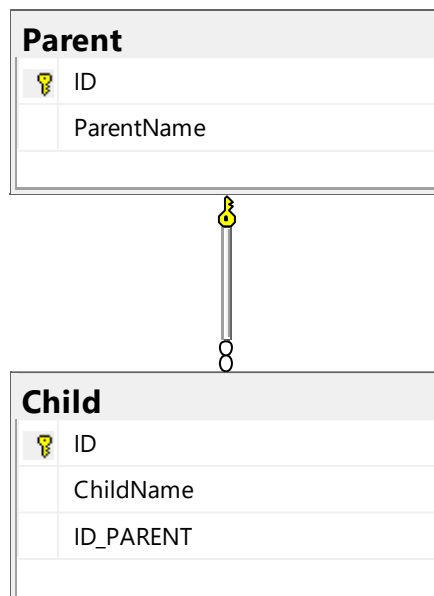 Parent
ID
ParentName
Child
ID
ChildName
ID_PARENT